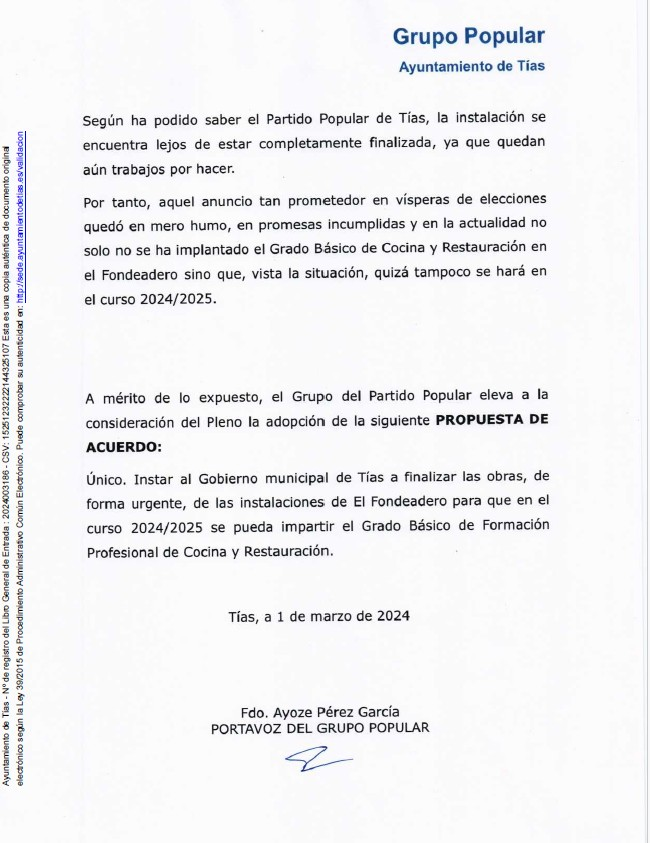 Grupo Popular
Ayuntamiento de Tías
Según ha podido saber el Partido Popular de Tías, la instalación se
encuentra lejos de estar completamente finalizada, ya que quedan
aún trabajos por hacer.
Por tanto, aquel anuncio tan prometedor en vísperas de elecciones
quedó en mero humo, en promesas incumplidas y en la actualidad no
solo no se ha implantado el Grado Básico de Cocina y Restauración en
el Fondeadero sino que, vista la situación, quizá tampoco se hará en
el curso 2024/2025.
A mérito de lo expuesto, el Grupo del Partido Popular eleva a la
consideración del Pleno la adopción de la siguiente PROPUESTA DE
ACUERDO:
Único. Instar al Gobierno municipal de Tías a finalizar las obras, de
forma urgente, de las instalaciones de El Fondeadero para que en el
curso 2024/2025 se pueda impartir el Grado Básico de Formación
Profesional de Cocina y Restauración.
Tías, a 1 de marzo de 2024
Fdo. Ayoze Pérez García
PORTAVOZ DEL GRUPO POPULAR
Ayuntamiento de Tías - Nº de registro del Libro General de Entrada : 2024003186 - CSV: 15251232222144325107 Esta es una copia auténtica de documento original
electrónico según la Ley 39/2015 de Procedimiento Administrativo Común Electrónico. Puede comprobar su autenticidad en: http://sede.ayuntamientodetias.es/validacion